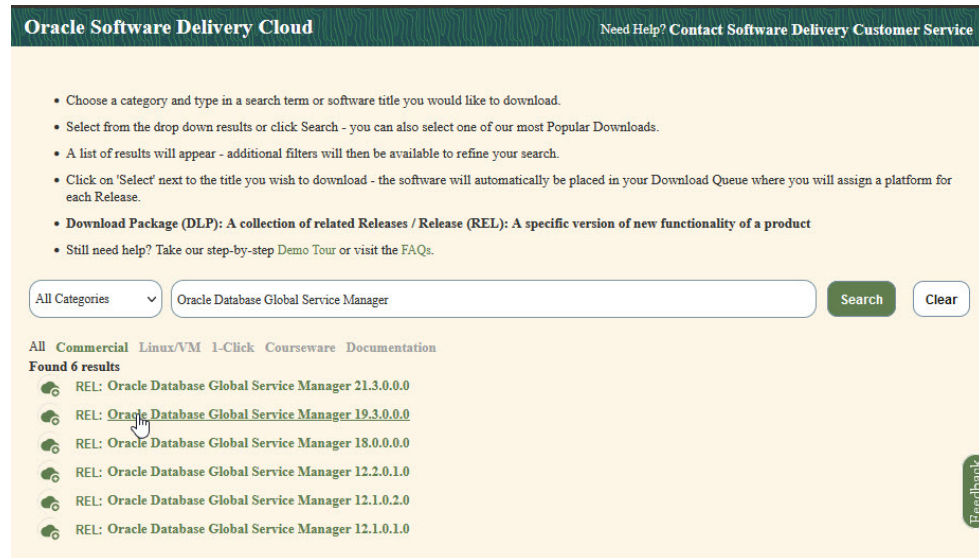 Oracle Software Delivery Cloud
Need Help? Contact Software Delivery Customer Service
• Choose a category and type in a search term or software title you would like to download.
• Select from the drop down results or click Search - you can also select one of our most Popular Downloads.
• A list of results will appear - additional filters will then be available to refine your search.
• Click on 'Select' next to the title you wish to download - the software will automatically be placed in your Download Queue where you will assign a platform for
each Release.
• Download Package (DLP): A collection of related Releases / Release (REL): A specific version of new functionality of a product
• Still need help? Take our step-by-step Demo Tour or visit the FAQs.
All Categories
Oracle Database Global Service Manager
Search
Clear
All Commercial Linux/VM 1-Click Courseware Documentation
Found 6 results
REL: Oracle Database Global Service Manager 21.3.0.0.0
REL: Oracle Database Global Service Manager 19.3.0.0.0
REL: Oracle Database Global Service Manager 18.0.0.0.0
REL: Oracle Database Global Service Manager 12.2.0.1.0
REL: Oracle Database Global Service Manager 12.1.0.2.0
REL: Oracle Database Global Service Manager 12.1.0.1.0
Feedback